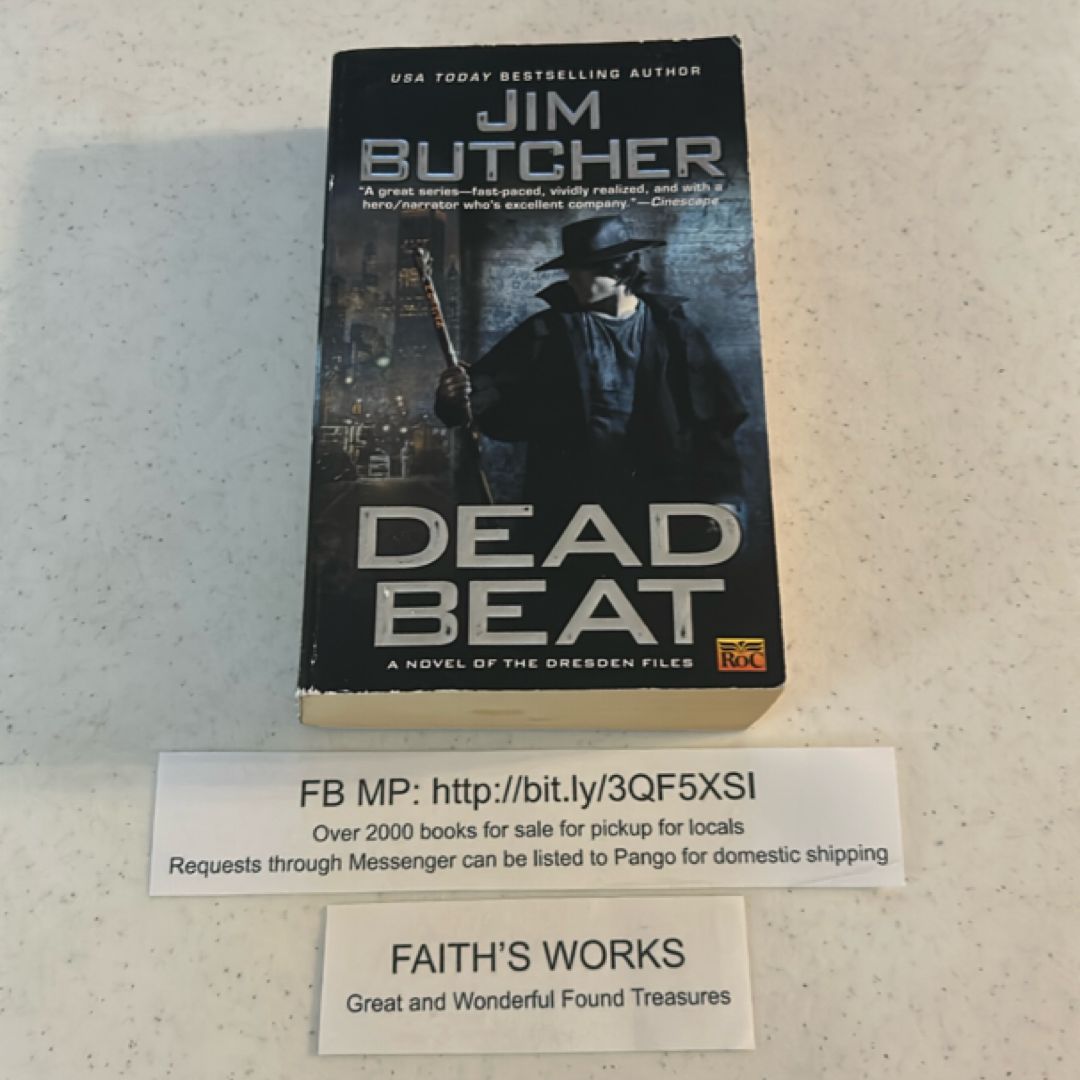 USA TODAY BESTSELLING AUTHOR
JIM
BUTCHER
"A great series—fast-paced, vividly realized, and with a
hero/narrator who's excellent company."—Cinescape
DEAD
BEAT
A NOVEL OF THE DRESDEN FILES
ROC
FB MP: http://bit.ly/3QF5XSI
Over 2000 books for sale for pickup for locals
Requests through Messenger can be listed to Pango for domestic shipping
FAITH'S WORKS
Great and Wonderful Found Treasures